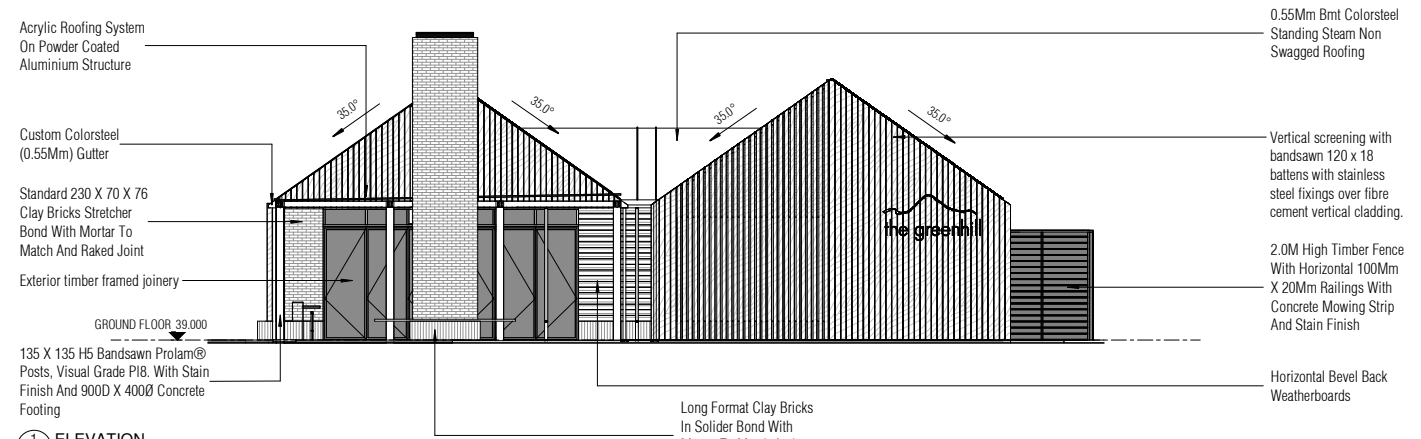 Acrylic Roofing System
On Powder Coated
Aluminium Structure
Custom Colorsteel
(0.55Mm) Gutter
Standard 230 X 70 X 76
Clay Bricks Stretcher
Bond With Mortar To
Match And Raked Joint
Exterior timber framed joinery
GROUND FLOOR 39.000
135 X 135 H5 Bandsawn Prolam®
Posts, Visual Grade Pl8. With Stain
Finish And 900D X 400Ø Concrete
Footing
1 ELEVATION
35.0°
35.0°
35.0°
35.0°
the greenhill
Long Format Clay Bricks
In Solider Bond With
0.55Mm Bmt Colorsteel
Standing Steam Non
Swagged Roofing
Vertical screening with
bandsawn 120 x 18
battens with stainless
steel fixings over fibre
cement vertical cladding.
2.0M High Timber Fence
With Horizontal 100Mm
X 20Mm Railings With
Concrete Mowing Strip
And Stain Finish
Horizontal Bevel Back
Weatherboards